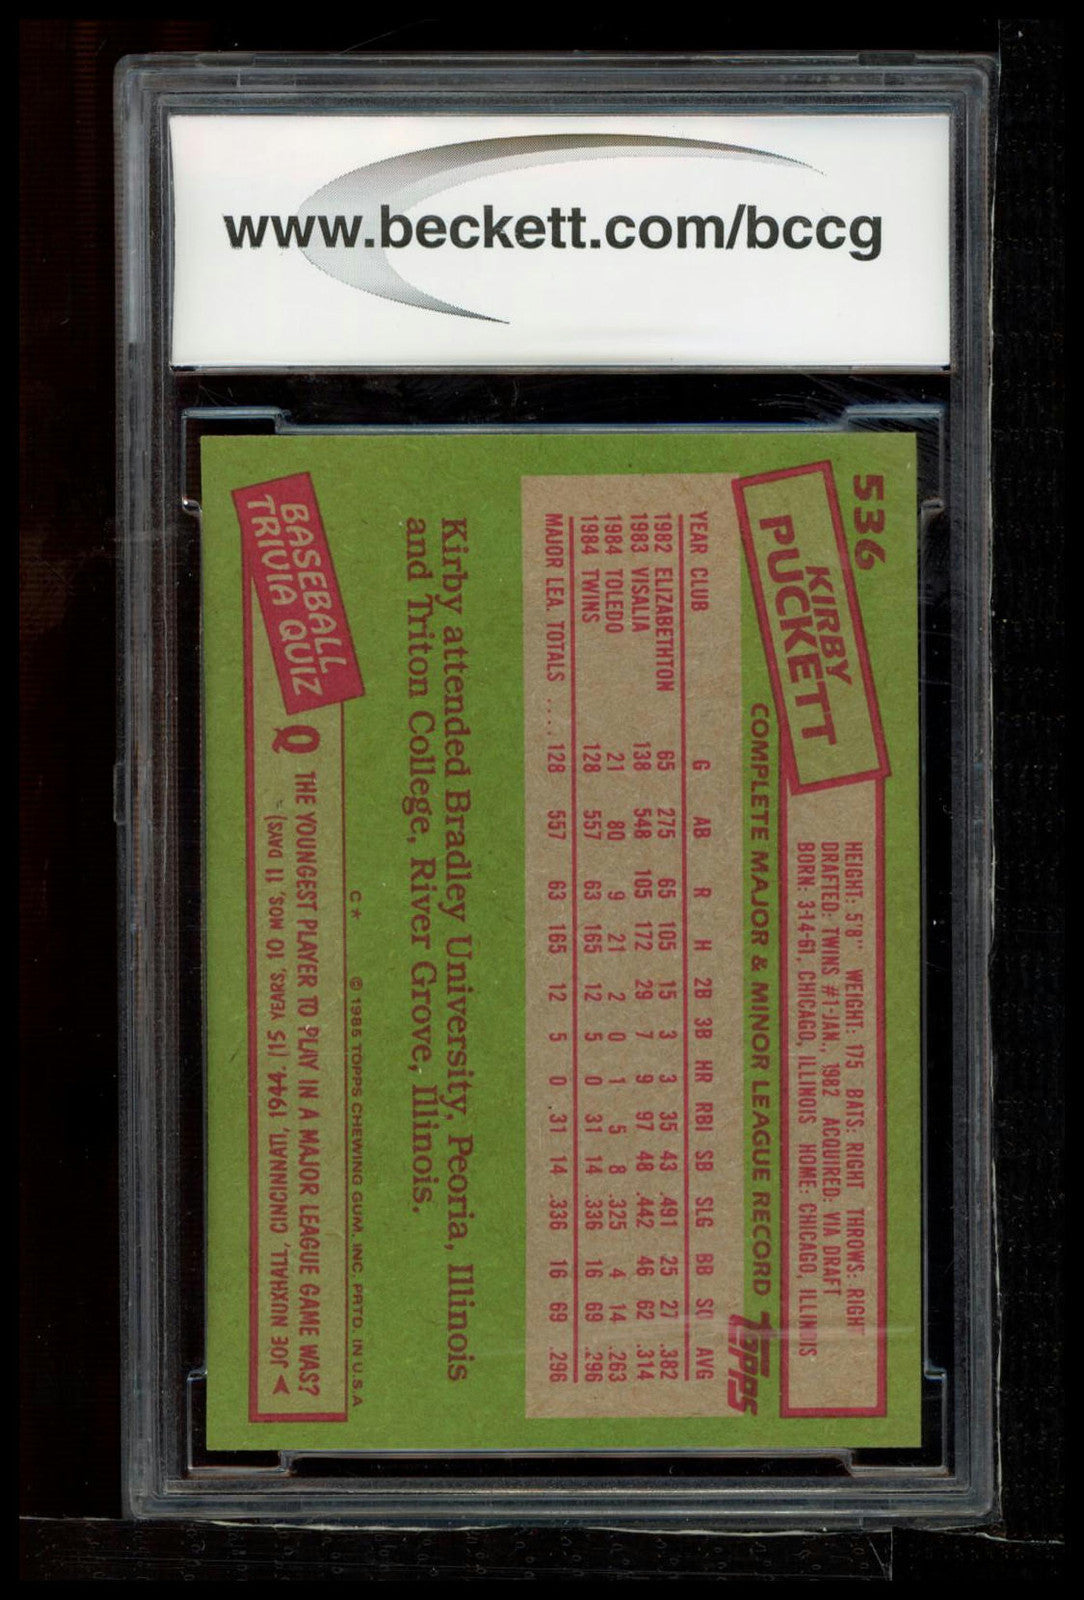 www.beckett.com/bccg
536
KIRBY
PUCKETT
HEIGHT: 5'8" WEIGHT: 175 BATS: RIGHT THROWS: RIGHT
DRAFTED: TWINS #1-JAN., 1982 ACQUIRED: VIA DRAFT
BORN: 3-14-61, CHICAGO, ILLINOIS HOME: CHICAGO, ILLINOIS
COMPLETE MAJOR & MINOR LEAGUE RECORD
TOPPS
YEAR CLUB G AB R H 2B 3B HR RBI SB SLG BB SO AVG
1982 ELIZABETHTON 65 275 65 105 15 3 3 35 43 .491 25 27 .382
1983 VISALIA 138 548 105 172 29 7 9 97 48 .442 46 62 .314
1984 TOLEDO 21 80 9 21 2 0 1 5 8 .325 4 14 .263
1984 TWINS 128 557 63 165 12 5 0 31 14 .336 16 69 .296
MAJOR LEA. TOTALS .... 128 557 63 165 12 5 0 31 14 .336 16 69 .296
Kirby attended Bradley University, Peoria, Illinois
and Triton College, River Grove, Illinois.
C* © 1985 TOPPS CHEWING GUM, INC. PRTD. IN U.S.A
BASEBALL
TRIVIA QUIZ
Q THE YOUNGEST PLAYER TO PLAY IN A MAJOR LEAGUE GAME WAS?
A JOE NUXHALL, CINCINNATI, 1944. (15 YEARS, 10 MOS. 11 DAYS)